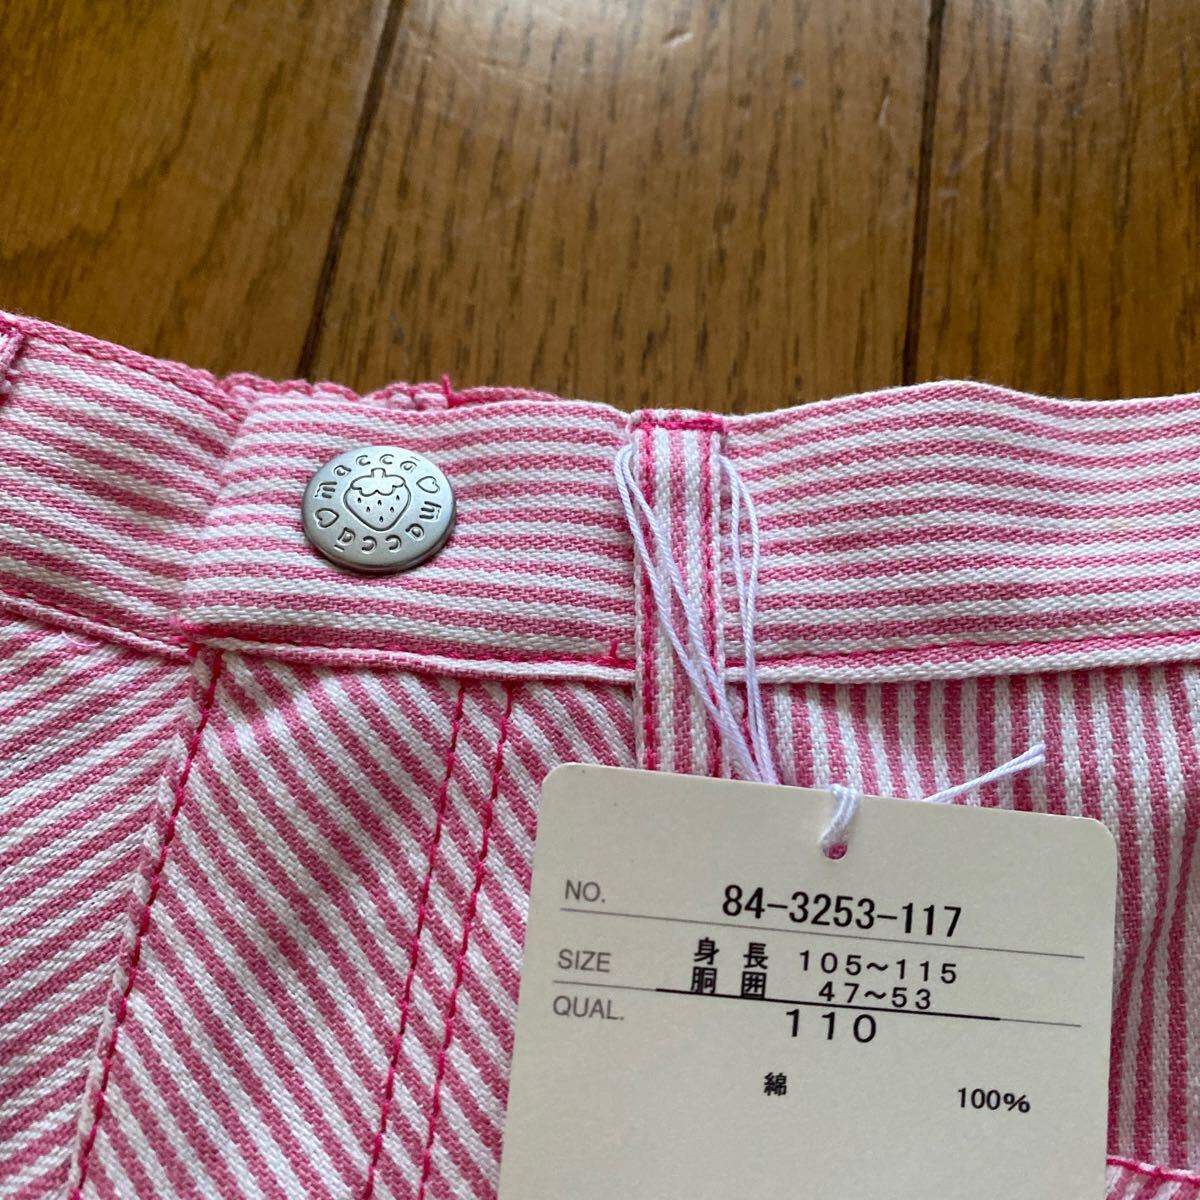 macca♡macca♡
NO. 84-3253-117
SIZE 身長 105~115
胴囲 47~53
QUAL. 110
綿 100%